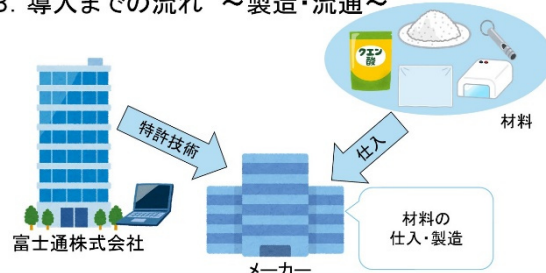 3. 導入までの流れ ～製造・流通～
クエン
酸
材料
特許技術
仕入
富士通株式会社
材料の
仕入・製造
メーカー